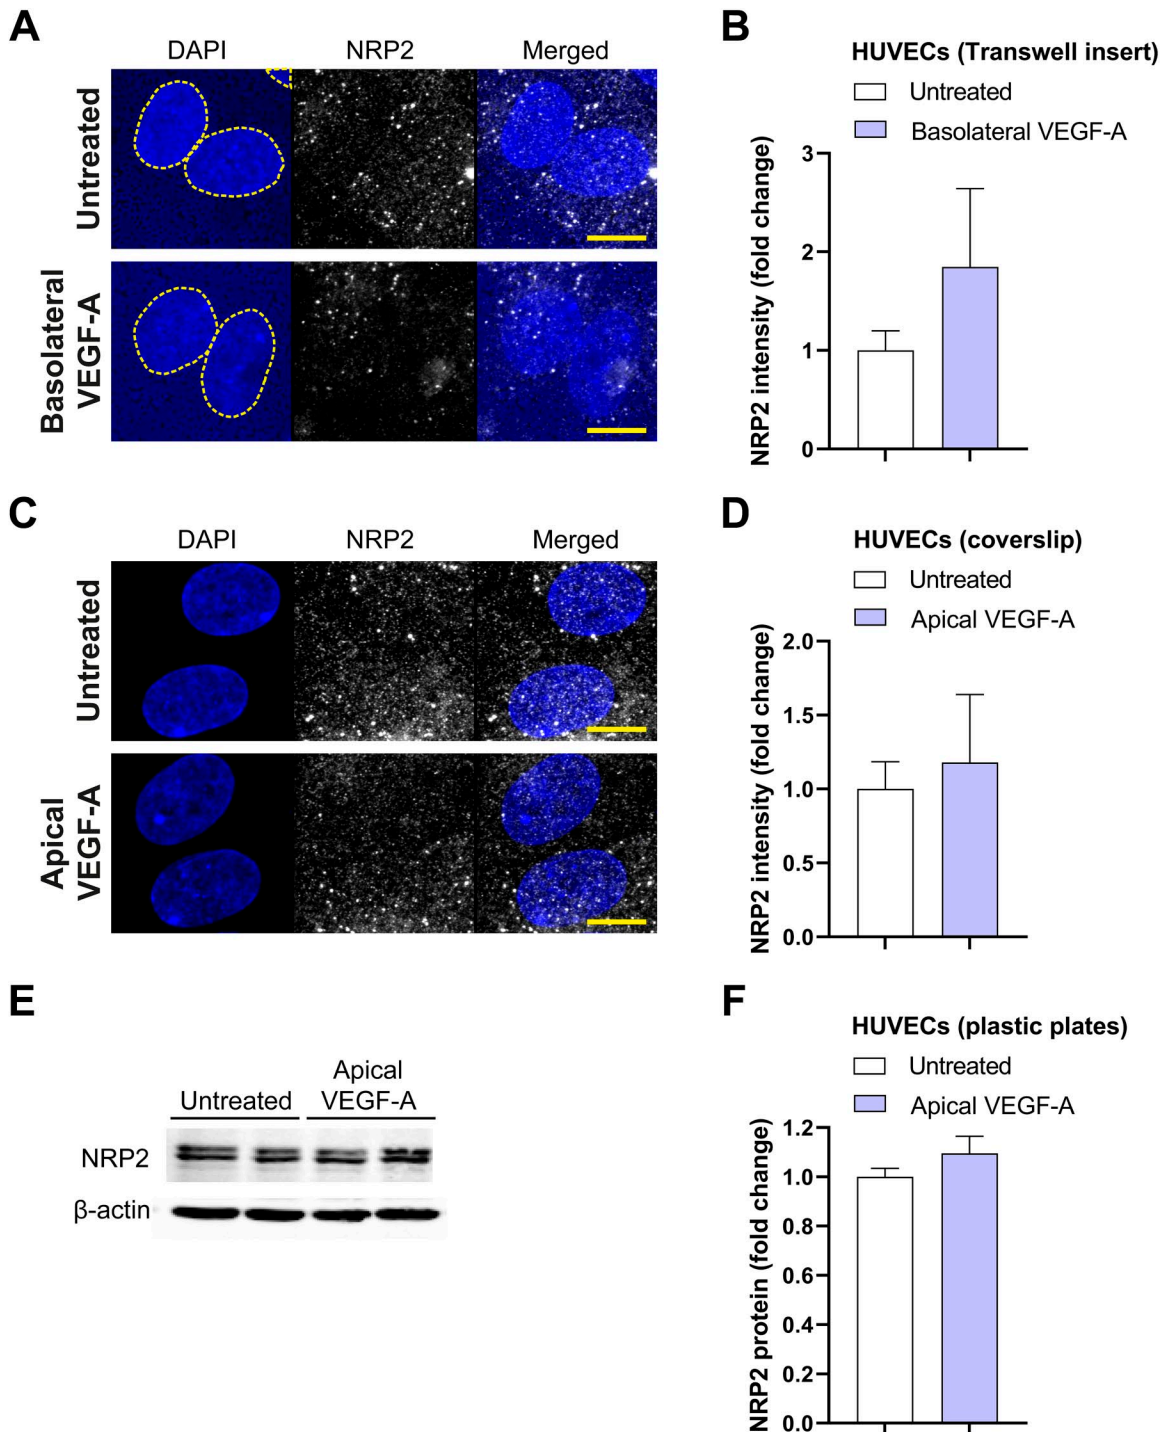 A
DAPI NRP2 Merged
Untreated
Basolateral
VEGF-A
B
HUVECs (Transwell insert)
Untreated
Basolateral VEGF-A
NRP2 intensity (fold change)
3
2
1
0
C
DAPI NRP2 Merged
Untreated
Apical
VEGF-A
D
HUVECs (coverslip)
Untreated
Apical VEGF-A
NRP2 intensity (fold change)
2.0
1.5
1.0
0.5
0.0
E
Apical
Untreated VEGF-A
NRP2
β-actin
F
HUVECs (plastic plates)
Untreated
Apical VEGF-A
NRP2 protein (fold change)
1.2
1.0
0.8
0.6
0.4
0.2
0.0